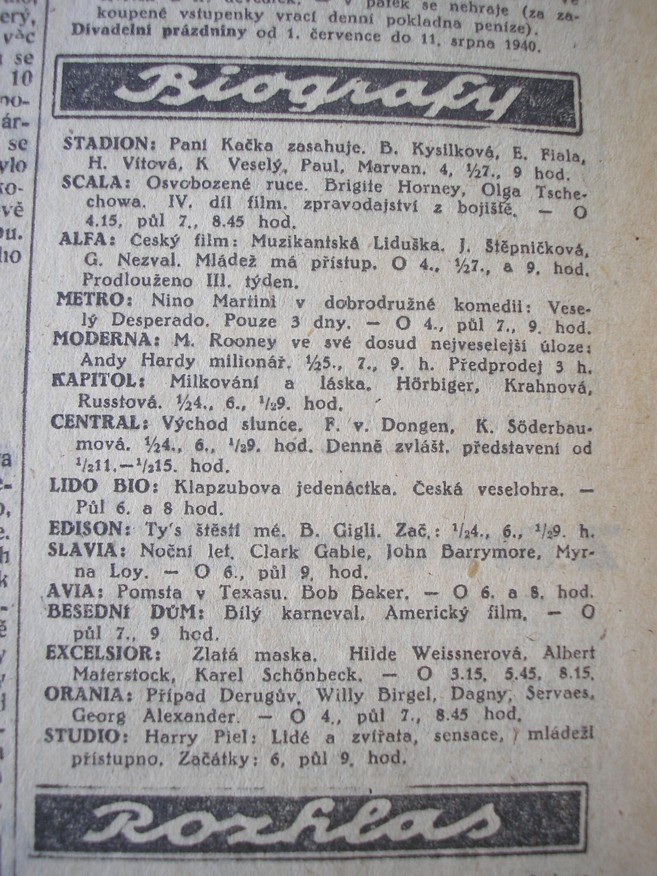 koupené vstupenky vrací denní pokladna peníze).
Divadelní prázdniny od 1. července do 11. srpna 1940.
Biografy
STADION: Paní Kačka zasahuje. B. Kysilková, E. Fiala,
H. Vítová, K Veselý, Paul, Marvan. 4, ½7., 9 hod.
SCALA: Osvobozené ruce. Brigite Horney, Olga Tsche-
chowa. IV. díl film. zpravodajství z bojiště. — O
4.15, půl 7., 8.45 hod.
ALFA: Český film: Muzikantská Liduška. J. Štěpničková,
G. Nezval. Mládež má přístup. O 4., ½7., a 9. hod.
Prodlouženo III. týden.
METRO: Nino Martini v dobrodružné komedii: Vese-
lý Desperado. Pouze 3 dny. — O 4., půl 7., 9. hod.
MODERNA: M. Rooney ve své dosud nejveselejší úloze:
Andy Hardy milionář. ½5., 7., 9. h. Předprodej 3 h.
KAPITOL: Milkování a láska. Hörbiger, Krahnová,
Russtová. ½4., 6., ½9. hod.
CENTRAL: Východ slunce. F. v. Dongen, K. Söderbau-
mová. ½4., 6., ½9. hod. Denně zvlášt. představení od
½11.—½15. hod.
LIDO BIO: Klapzubova jedenáctka. Česká veselohra. —
Půl 6. a 8 hod.
EDISON: Ty's štěstí mé. B. Gigli. Zač.: ½4., 6., ½9. h.
SLAVIA: Noční let. Clark Gable, John Barrymore, Myr-
na Loy. — O 6., půl 9. hod.
AVIA: Pomsta v Texasu. Bob Baker. — O 6. a 8. hod.
BESEDNÍ DŮM: Bílý karneval. Americký film. — O
půl 7., 9 hod.
EXCELSIOR: Zlatá maska. Hilde Weissnerová, Albert
Materstock, Karel Schönbeck. — O 3.15, 5.45, 8.15.
ORANIA: Případ Derugův. Willy Birgel, Dagny, Servaes,
Georg Alexander. — O 4., půl 7., 8.45 hod.
STUDIO: Harry Piel: Lidé a zvířata, sensace, mládeži
přístupno. Začátky: 6, půl 9. hod.
Rozhlas